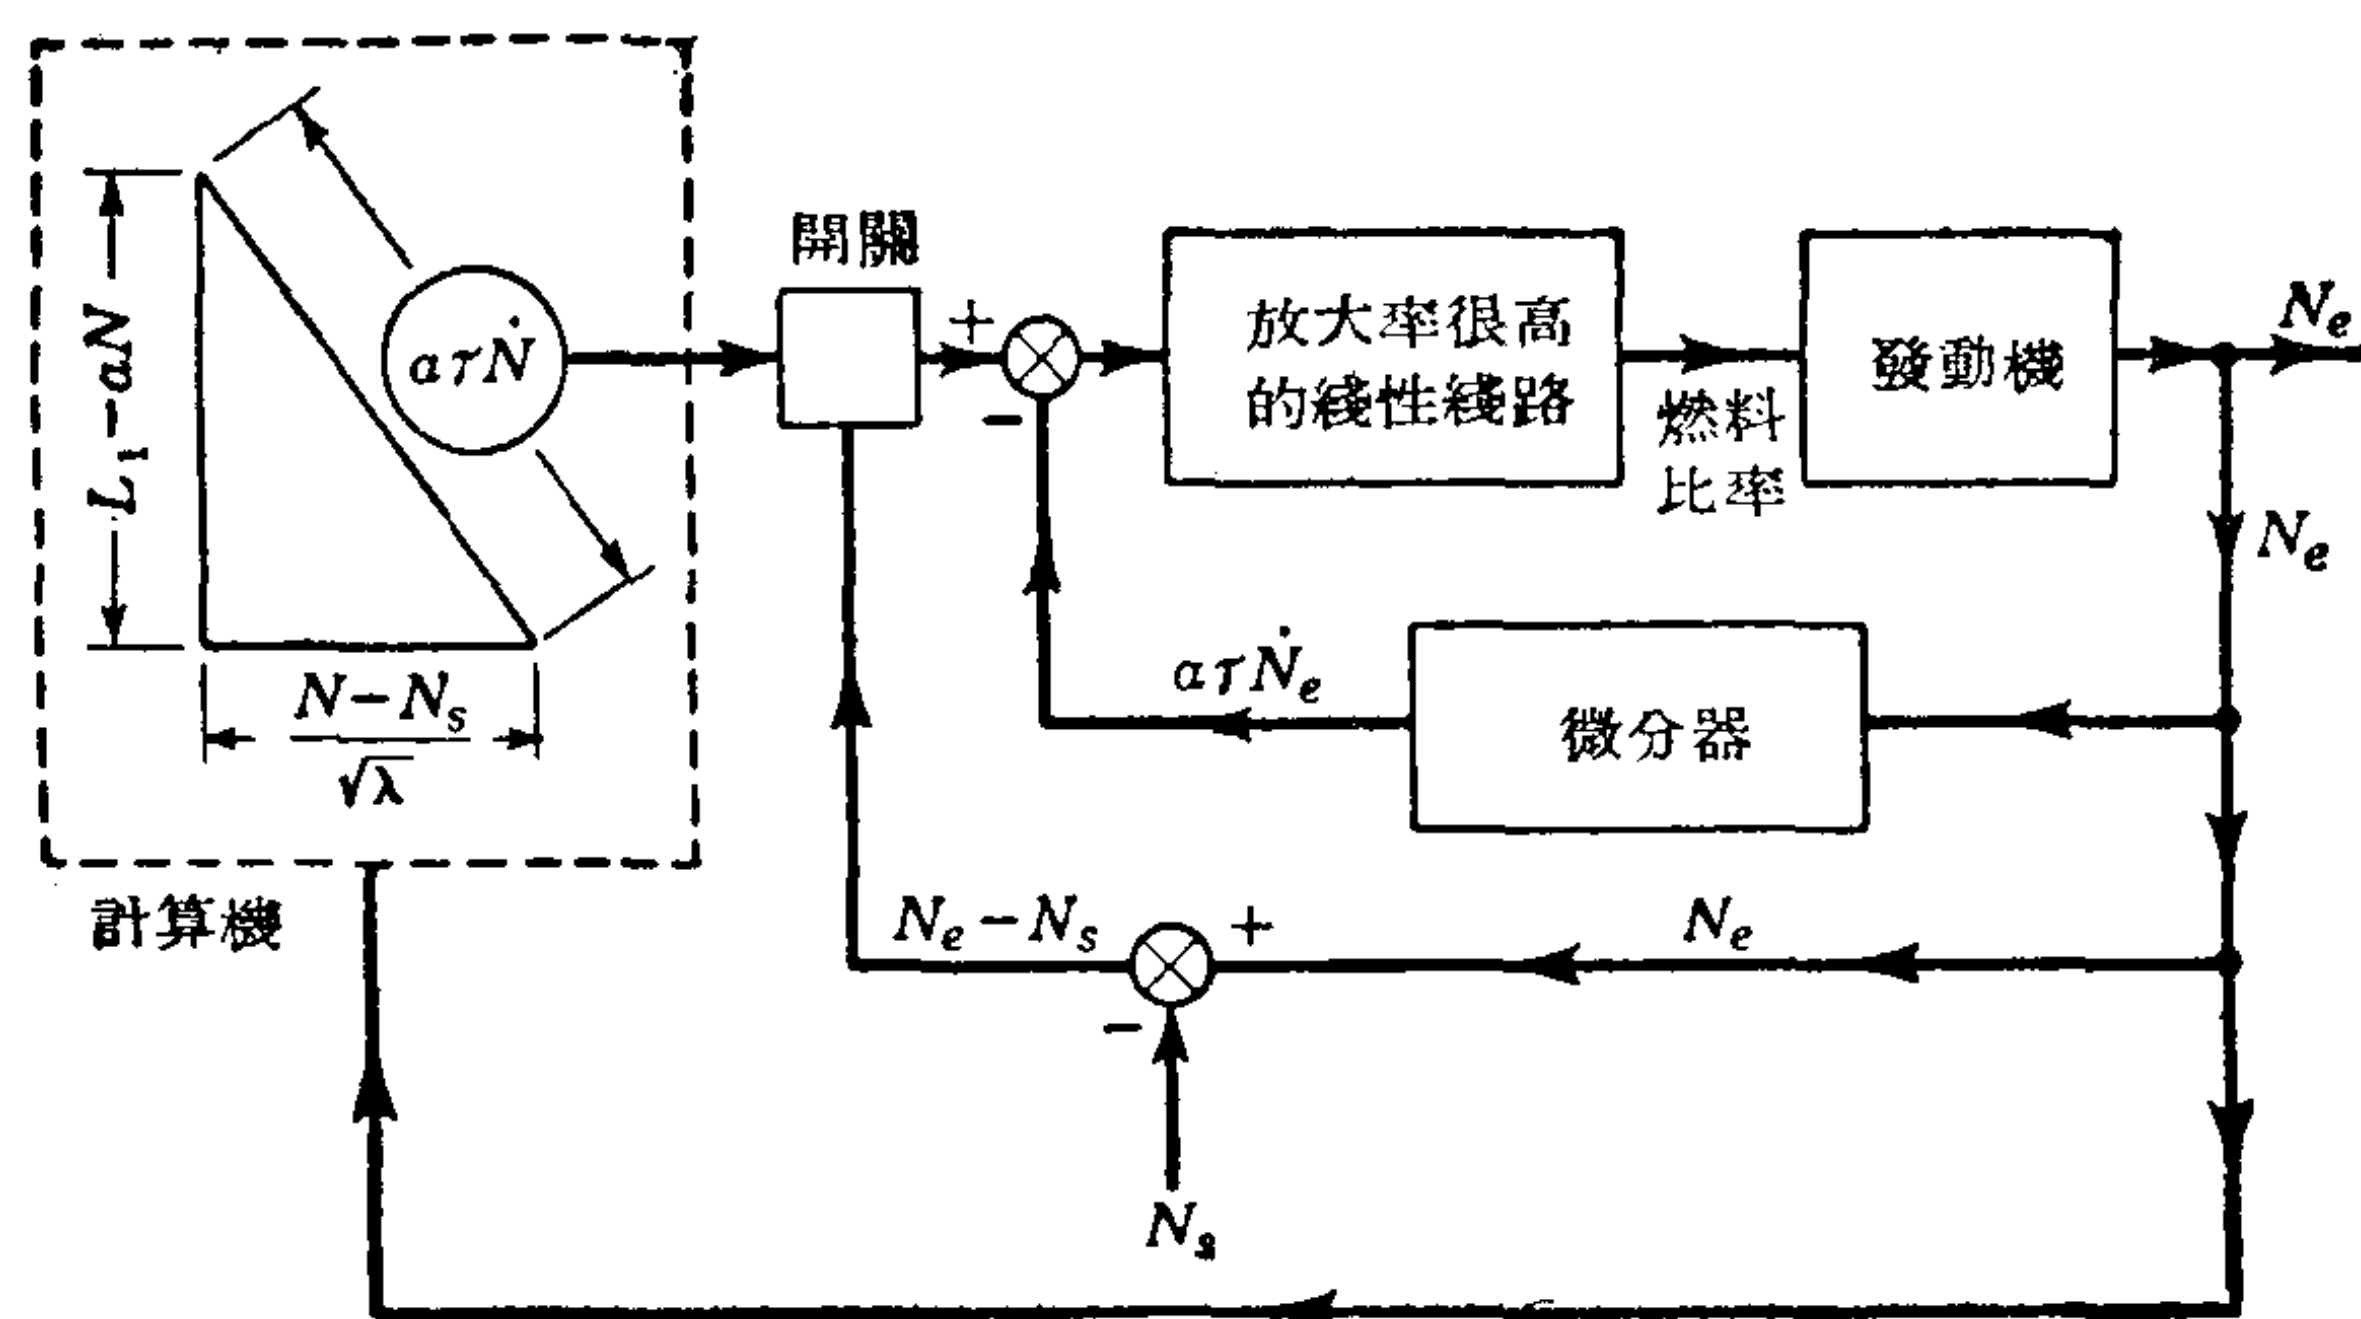 L₁−aN
aτṄ
N−Nₛ
√λ
計算機
開關
+
−
放大率很高
的綫性綫路
燃料
比率
發動機
Nₑ
Nₑ
aτṄₑ
微分器
Nₑ−Nₛ
+
Nₑ
−
Nₛ